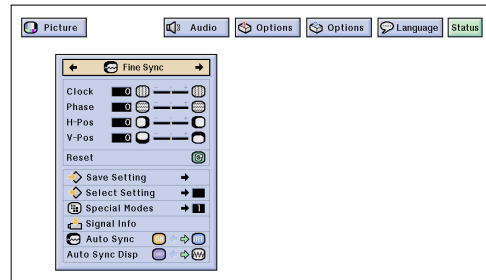 Picture
Audio
Options
Options
Language
Status
Fine Sync
Clock 0
Phase 0
H-Pos 0
V-Pos 0
Reset
Save Setting
Select Setting
Special Modes 1
Signal Info
Auto Sync
Auto Sync Disp